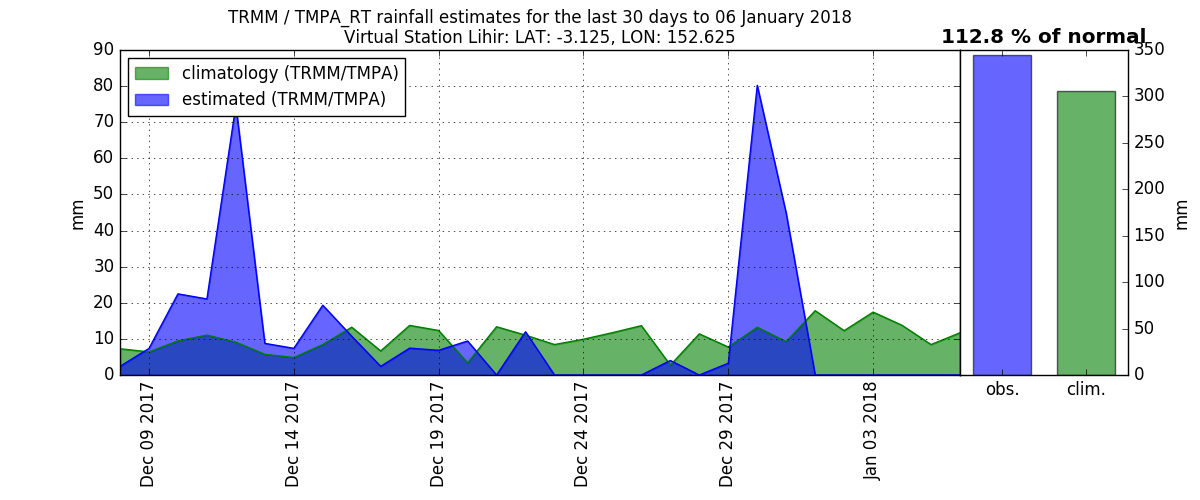 TRMM / TMPA_RT rainfall estimates for the last 30 days to 06 January 2018
Virtual Station Lihir: LAT: -3.125, LON: 152.625
112.8 % of normal
climatology (TRMM/TMPA)
estimated (TRMM/TMPA)
90
80
70
60
50
40
30
20
10
0
mm
Dec 09 2017
Dec 14 2017
Dec 19 2017
Dec 24 2017
Dec 29 2017
Jan 03 2018
350
300
250
200
150
100
50
0
mm
obs.
clim.